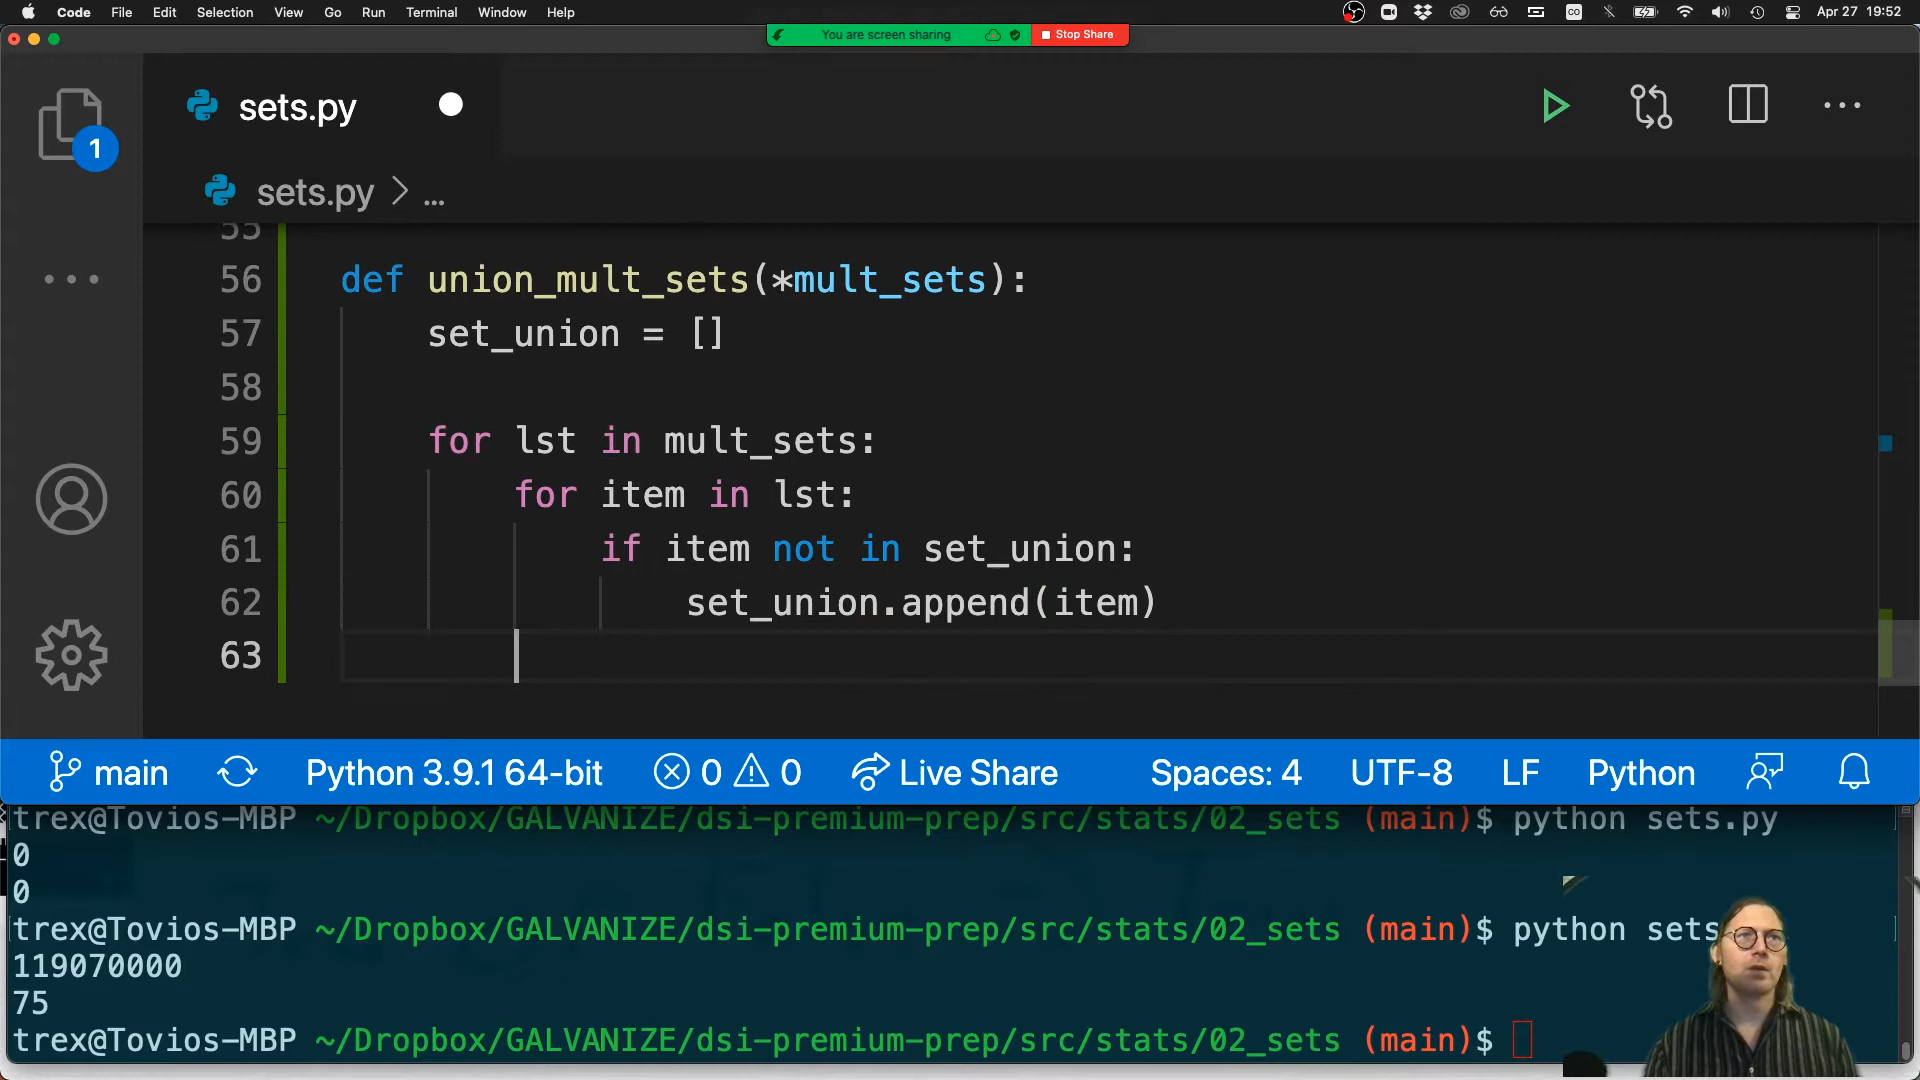 Code File Edit Selection View Go Run Terminal Window Help Apr 27 19:52
You are screen sharing Stop Share
sets.py
1
sets.py > ...
55
56 def union_mult_sets(*mult_sets):
57 set_union = []
58
59 for lst in mult_sets:
60 for item in lst:
61 if item not in set_union:
62 set_union.append(item)
63
main Python 3.9.1 64-bit 0 0 Live Share Spaces: 4 UTF-8 LF Python
trex@Tovios-MBP ~/Dropbox/GALVANIZE/dsi-premium-prep/src/stats/02_sets (main)$ python sets.py
0
0
trex@Tovios-MBP ~/Dropbox/GALVANIZE/dsi-premium-prep/src/stats/02_sets (main)$ python sets
119070000
75
trex@Tovios-MBP ~/Dropbox/GALVANIZE/dsi-premium-prep/src/stats/02_sets (main)$